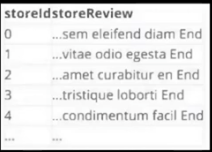 storeIdstoreReview
0 ...sem eleifend diam End
1 ...vitae odio egesta End
2 ...amet curabitur en End
3 ...tristique loborti End
4 ...condimentum facil End
... ...